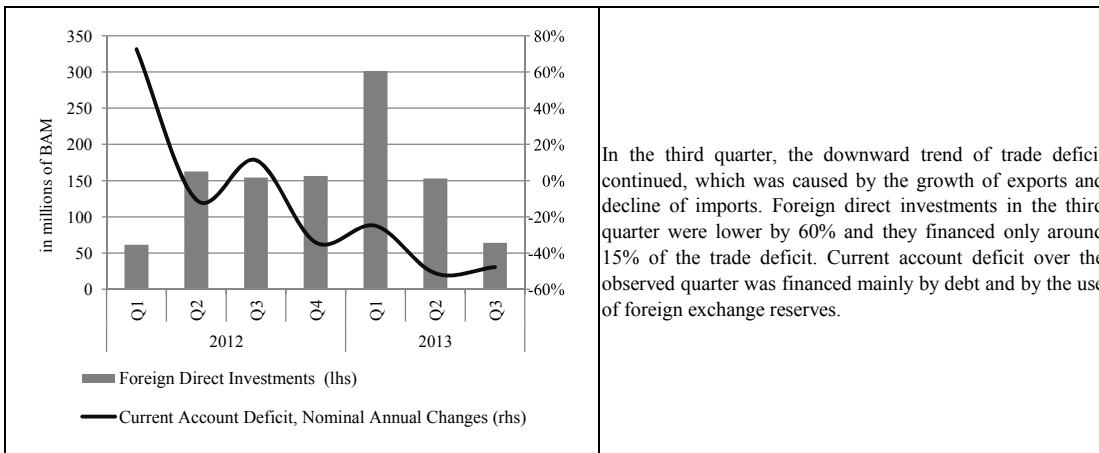 350
300
250
200
150
100
50
0
in millions of BAM
80%
60%
40%
20%
0%
-20%
-40%
-60%
Q1
Q2
Q3
Q4
Q1
Q2
Q3
2012
2013
Foreign Direct Investments (lhs)
Current Account Deficit, Nominal Annual Changes (rhs)
In the third quarter, the downward trend of trade deficit
continued, which was caused by the growth of exports and
decline of imports. Foreign direct investments in the third
quarter were lower by 60% and they financed only around
15% of the trade deficit. Current account deficit over the
observed quarter was financed mainly by debt and by the use
of foreign exchange reserves.